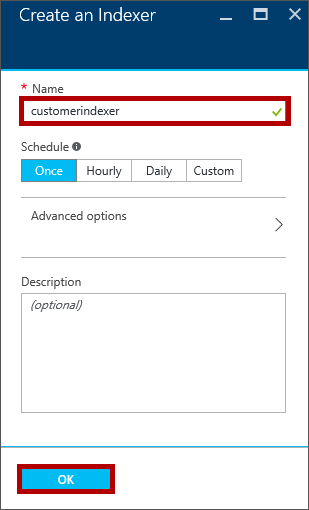 Create an Indexer
* Name
customerindexer
Schedule
Once Hourly Daily Custom
Advanced options
Description
(optional)
OK